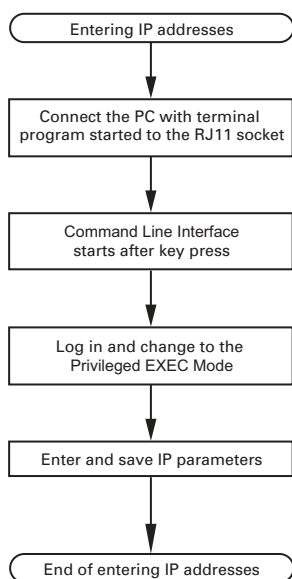 Entering IP addresses
Connect the PC with terminal
program started to the RJ11 socket
Command Line Interface
starts after key press
Log in and change to the
Privileged EXEC Mode
Enter and save IP parameters
End of entering IP addresses